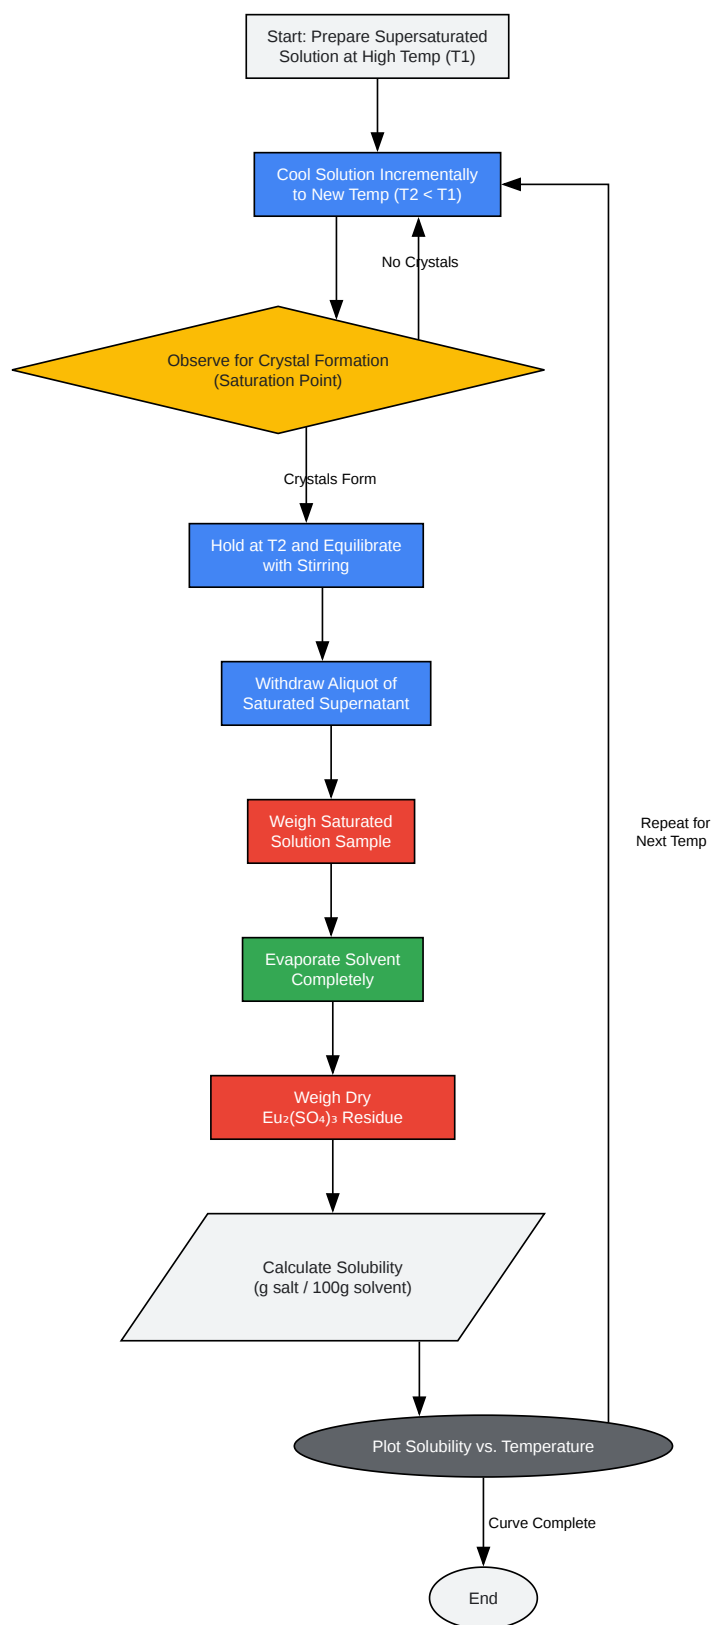 Start: Prepare Supersaturated
Solution at High Temp (T1)
Cool Solution Incrementally
to New Temp (T2 < T1)
No Crystals
Observe for Crystal Formation
(Saturation Point)
Crystals Form
Hold at T2 and Equilibrate
with Stirring
Withdraw Aliquot of
Saturated Supernatant
Weigh Saturated
Solution Sample
Repeat for
Next Temp
Evaporate Solvent
Completely
Weigh Dry
Eu₂(SO₄)₃ Residue
Calculate Solubility
(g salt / 100g solvent)
Plot Solubility vs. Temperature
Curve Complete
End